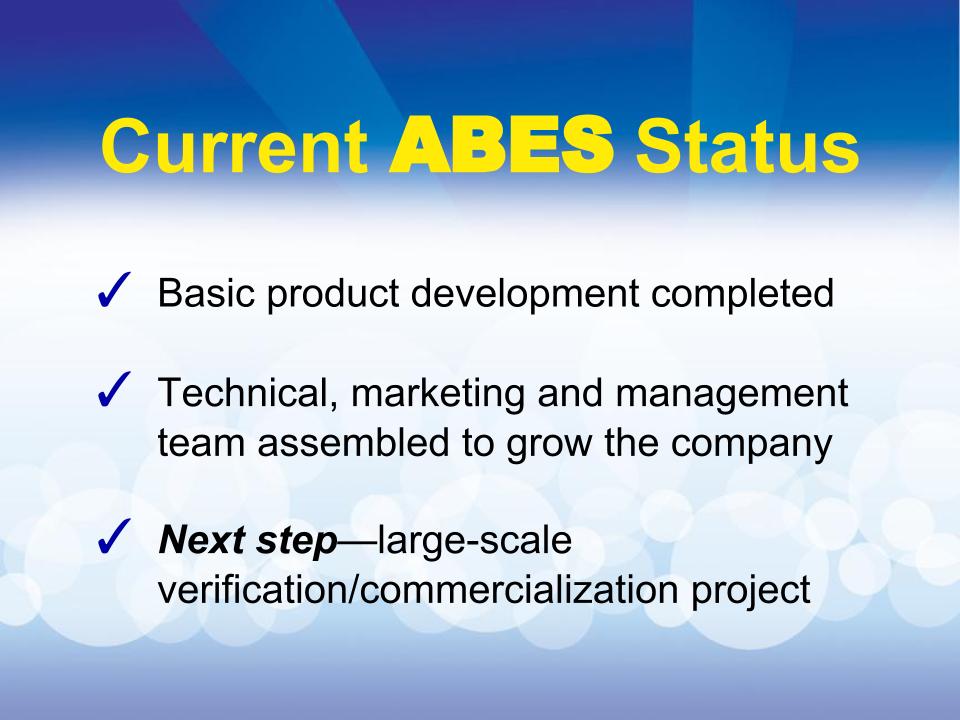 Current ABES Status
✓ Basic product development completed
✓ Technical, marketing and management
team assembled to grow the company
✓ Next step—large-scale
verification/commercialization project